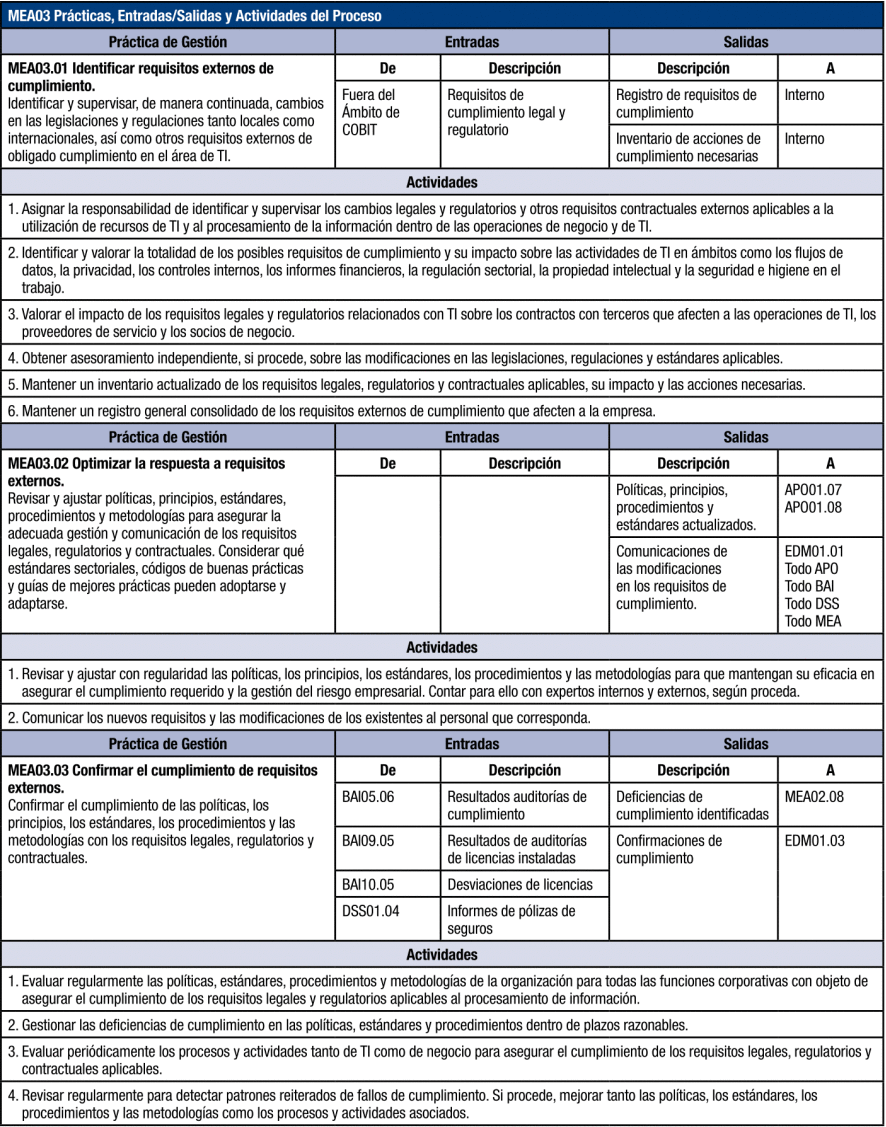 MEA03 Prácticas, Entradas/Salidas y Actividades del Proceso
Práctica de Gestión
Entradas
Salidas
MEA03.01 Identificar requisitos externos de
cumplimiento.
Identificar y supervisar, de manera continuada, cambios
en las legislaciones y regulaciones tanto locales como
internacionales, así como otros requisitos externos de
obligado cumplimiento en el área de TI.
De
Descripción
Descripción
A
Fuera del
Ámbito de
COBIT
Requisitos de
cumplimiento legal y
regulatorio
Registro de requisitos de
cumplimiento
Interno
Inventario de acciones de
cumplimiento necesarias
Interno
Actividades
1. Asignar la responsabilidad de identificar y supervisar los cambios legales y regulatorios y otros requisitos contractuales externos aplicables a la
utilización de recursos de TI y al procesamiento de la información dentro de las operaciones de negocio y de TI.
2. Identificar y valorar la totalidad de los posibles requisitos de cumplimiento y su impacto sobre las actividades de TI en ámbitos como los flujos de
datos, la privacidad, los controles internos, los informes financieros, la regulación sectorial, la propiedad intelectual y la seguridad e higiene en el
trabajo.
3. Valorar el impacto de los requisitos legales y regulatorios relacionados con TI sobre los contratos con terceros que afecten a las operaciones de TI, los
proveedores de servicio y los socios de negocio.
4. Obtener asesoramiento independiente, si procede, sobre las modificaciones en las legislaciones, regulaciones y estándares aplicables.
5. Mantener un inventario actualizado de los requisitos legales, regulatorios y contractuales aplicables, su impacto y las acciones necesarias.
6. Mantener un registro general consolidado de los requisitos externos de cumplimiento que afecten a la empresa.
Práctica de Gestión
Entradas
Salidas
MEA03.02 Optimizar la respuesta a requisitos
externos.
Revisar y ajustar políticas, principios, estándares,
procedimientos y metodologías para asegurar la
adecuada gestión y comunicación de los requisitos
legales, regulatorios y contractuales. Considerar qué
estándares sectoriales, códigos de buenas prácticas
y guías de mejores prácticas pueden adoptarse y
adaptarse.
De
Descripción
Descripción
A
Políticas, principios,
procedimientos y
estándares actualizados.
APO01.07
APO01.08
Comunicaciones de
las modificaciones
en los requisitos de
cumplimiento.
EDM01.01
Todo APO
Todo BAI
Todo DSS
Todo MEA
Actividades
1. Revisar y ajustar con regularidad las políticas, los principios, los estándares, los procedimientos y las metodologías para que mantengan su eficacia en
asegurar el cumplimiento requerido y la gestión del riesgo empresarial. Contar para ello con expertos internos y externos, según proceda.
2. Comunicar los nuevos requisitos y las modificaciones de los existentes al personal que corresponda.
Práctica de Gestión
Entradas
Salidas
MEA03.03 Confirmar el cumplimiento de requisitos
externos.
Confirmar el cumplimiento de las políticas, los
principios, los estándares, los procedimientos y las
metodologías con los requisitos legales, regulatorios y
contractuales.
De
Descripción
Descripción
A
BAI05.06
Resultados auditorías de
cumplimiento
Deficiencias de
cumplimiento identificadas
MEA02.08
BAI09.05
Resultados de auditorías
de licencias instaladas
Confirmaciones de
cumplimiento
EDM01.03
BAI10.05
Desviaciones de licencias
DSS01.04
Informes de pólizas de
seguros
Actividades
1. Evaluar regularmente las políticas, estándares, procedimientos y metodologías de la organización para todas las funciones corporativas con objeto de
asegurar el cumplimiento de los requisitos legales y regulatorios aplicables al procesamiento de información.
2. Gestionar las deficiencias de cumplimiento en las políticas, estándares y procedimientos dentro de plazos razonables.
3. Evaluar periódicamente los procesos y actividades tanto de TI como de negocio para asegurar el cumplimiento de los requisitos legales, regulatorios y
contractuales aplicables.
4. Revisar regularmente para detectar patrones reiterados de fallos de cumplimiento. Si procede, mejorar tanto las políticas, los estándares, los
procedimientos y las metodologías como los procesos y actividades asociados.